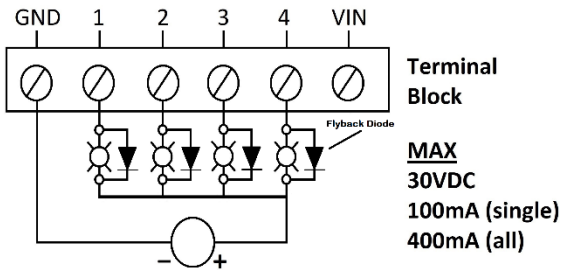 GND 1 2 3 4 VIN
Terminal
Block
Flyback Diode
MAX
30VDC
100mA (single)
400mA (all)
− +